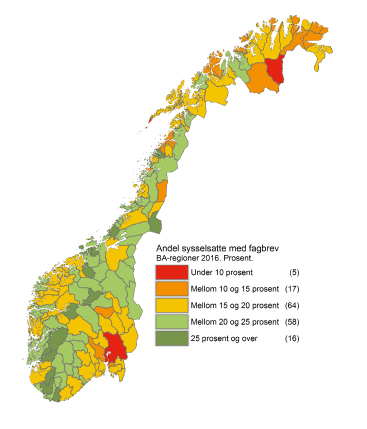 Andel sysselsatte med fagbrev
BA-regioner 2016. Prosent.
Under 10 prosent (5)
Mellom 10 og 15 prosent (17)
Mellom 15 og 20 prosent (64)
Mellom 20 og 25 prosent (58)
25 prosent og over (16)